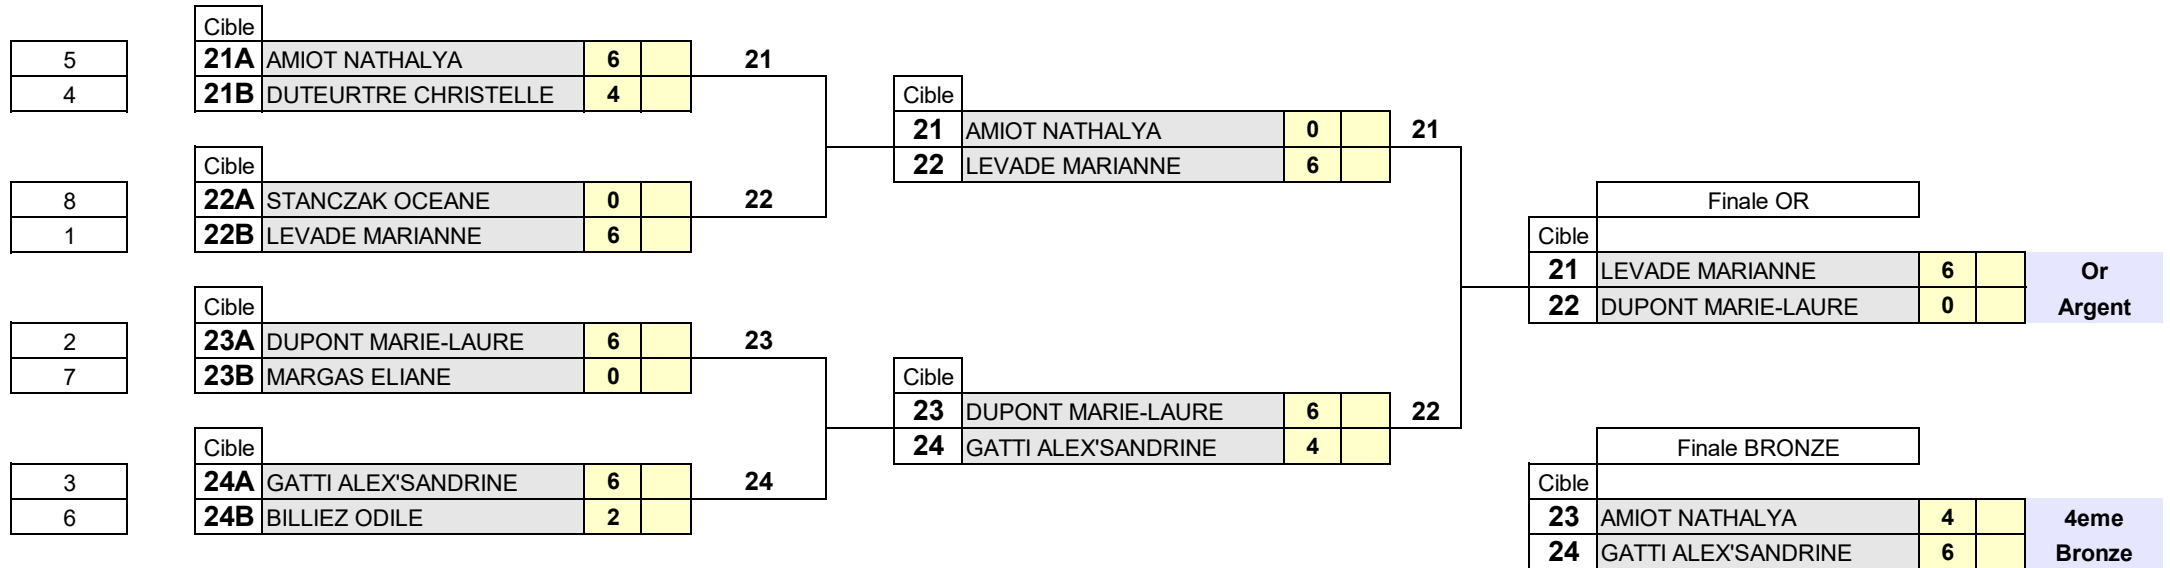 Cible
5 21A AMIOT NATHALYA 6 21
4 21B DUTEURTRE CHRISTELLE 4
Cible
8 22A STANCZAK OCEANE 0 22
1 22B LEVADE MARIANNE 6
Cible
2 23A DUPONT MARIE-LAURE 6 23
7 23B MARGAS ELIANE 0
Cible
3 24A GATTI ALEX'SANDRINE 6 24
6 24B BILLIEZ ODILE 2
Cible
21 AMIOT NATHALYA 0 21
22 LEVADE MARIANNE 6
Cible
23 DUPONT MARIE-LAURE 6 22
24 GATTI ALEX'SANDRINE 4
Finale OR
Cible
21 LEVADE MARIANNE 6 Or
22 DUPONT MARIE-LAURE 0 Argent
Finale BRONZE
Cible
23 AMIOT NATHALYA 4 4eme
24 GATTI ALEX'SANDRINE 6 Bronze